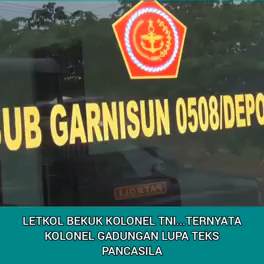 SUB GARNISUN 0508/DEPO
LETKOL BEKUK KOLONEL TNI...TERNYATA
KOLONEL GADUNGAN LUPA TEKS
PANCASILA